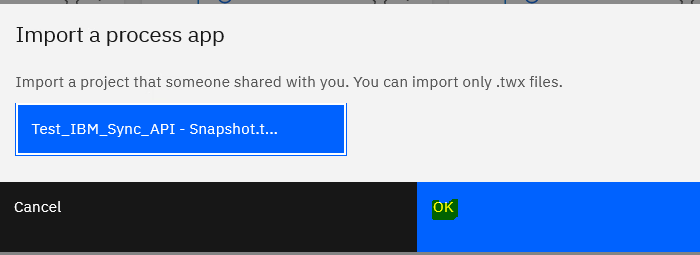 Import a process app
Import a project that someone shared with you. You can import only .twx files.
Test_IBM_Sync_API - Snapshot.t...
Cancel
OK